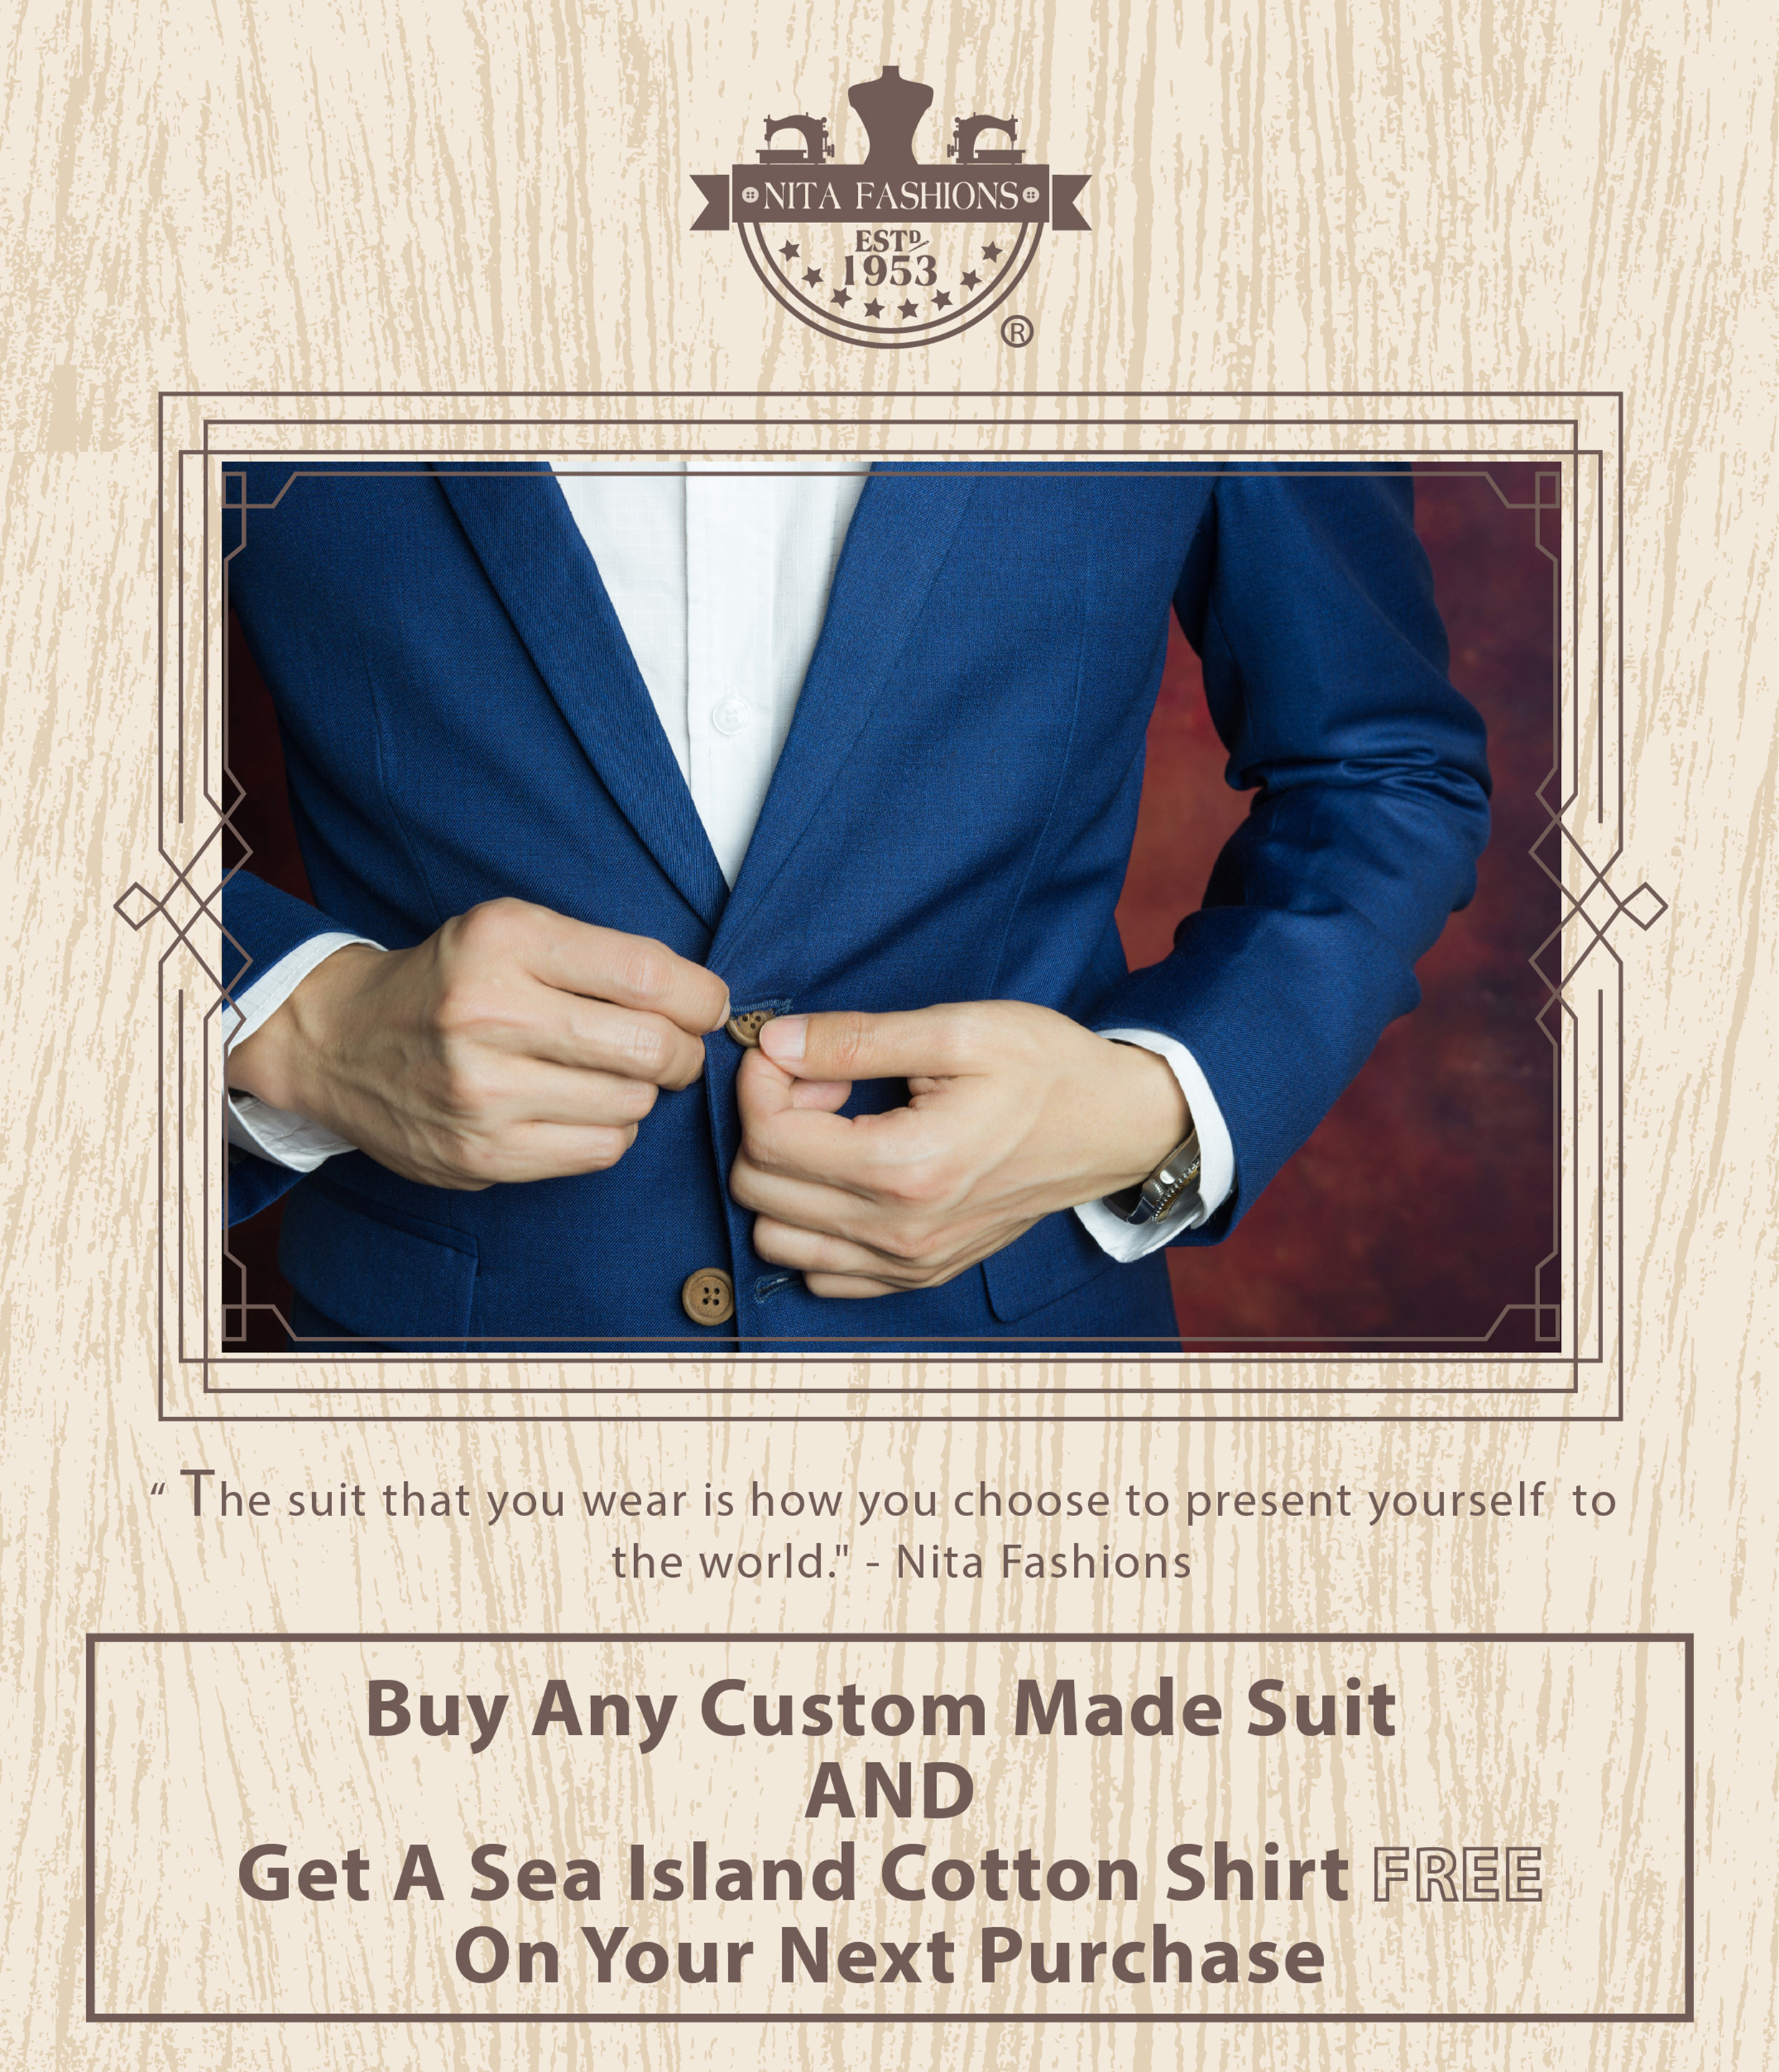 NITA FASHIONS
ESTD
1953
®
“ The suit that you wear is how you choose to present yourself  to
the world." - Nita Fashions
Buy Any Custom Made Suit
AND
Get A Sea Island Cotton Shirt FREE
On Your Next Purchase